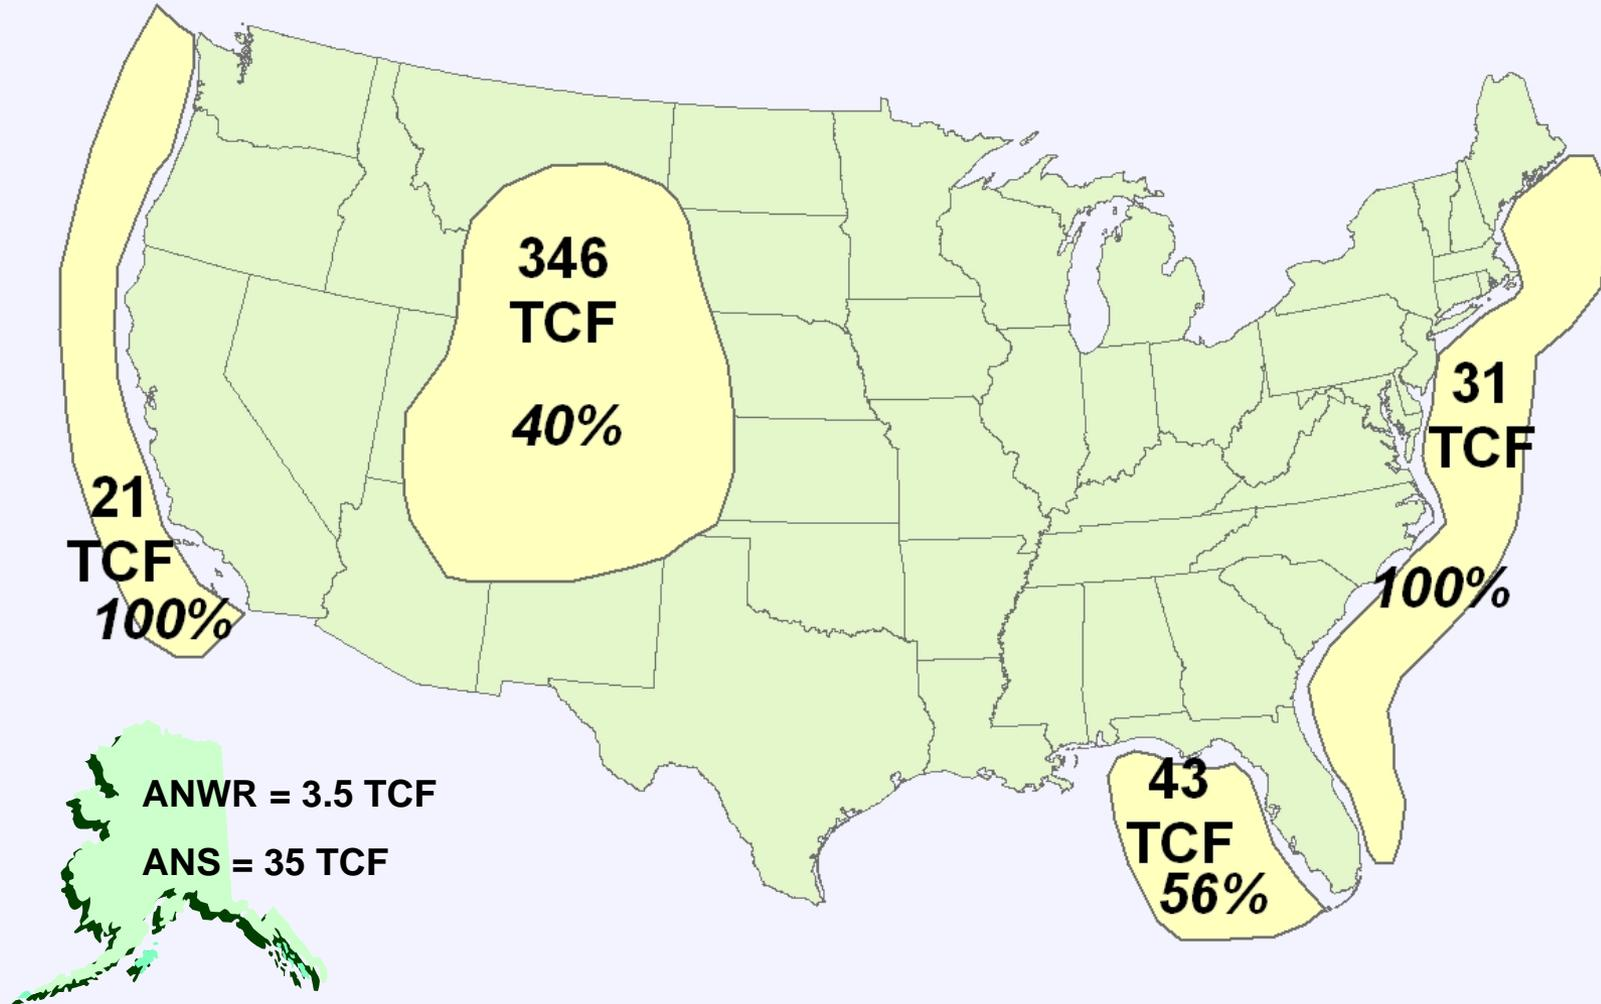 346
TCF
40%
31
TCF
100%
21
TCF
100%
43
TCF
56%
ANWR = 3.5 TCF
ANS = 35 TCF